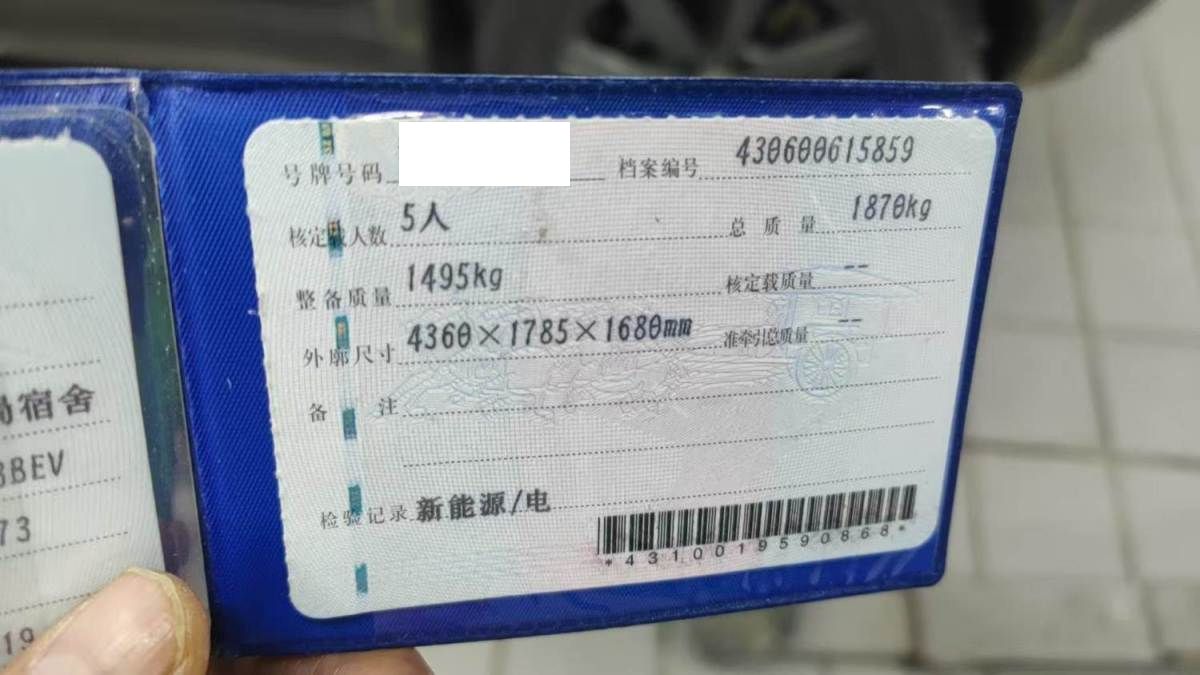 号牌号码 档案编号 430600615859
核定载人数 5人 总质量 1870kg
整备质量 1495kg 核定载质量 --
外廓尺寸 4360×1785×1680mm 准牵引总质量 --
备注
检验记录 新能源/电
*4310019590868*
宿舍
BEV
73
19